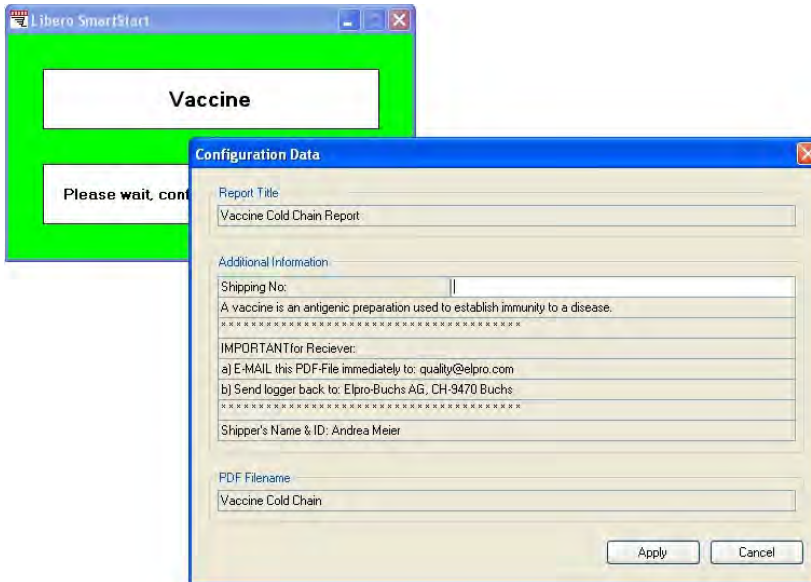 Libero SmartStart
Vaccine
Please wait, conf
Configuration Data
Report Title
Vaccine Cold Chain Report
Additional Information
Shipping No:
A vaccine is an antigenic preparation used to establish immunity to a disease.
× × × × × × × × × × × × × × × × × × × × × × × × × × × × × × × × × × × × × × × ×
IMPORTANTfor Reciever:
a) E-MAIL this PDF-File immediately to: quality@elpro.com
b) Send logger back to: Elpro-Buchs AG, CH-9470 Buchs
× × × × × × × × × × × × × × × × × × × × × × × × × × × × × × × × × × × × × × × ×
Shipper's Name & ID: Andrea Meier
PDF Filename
Vaccine Cold Chain
Apply Cancel